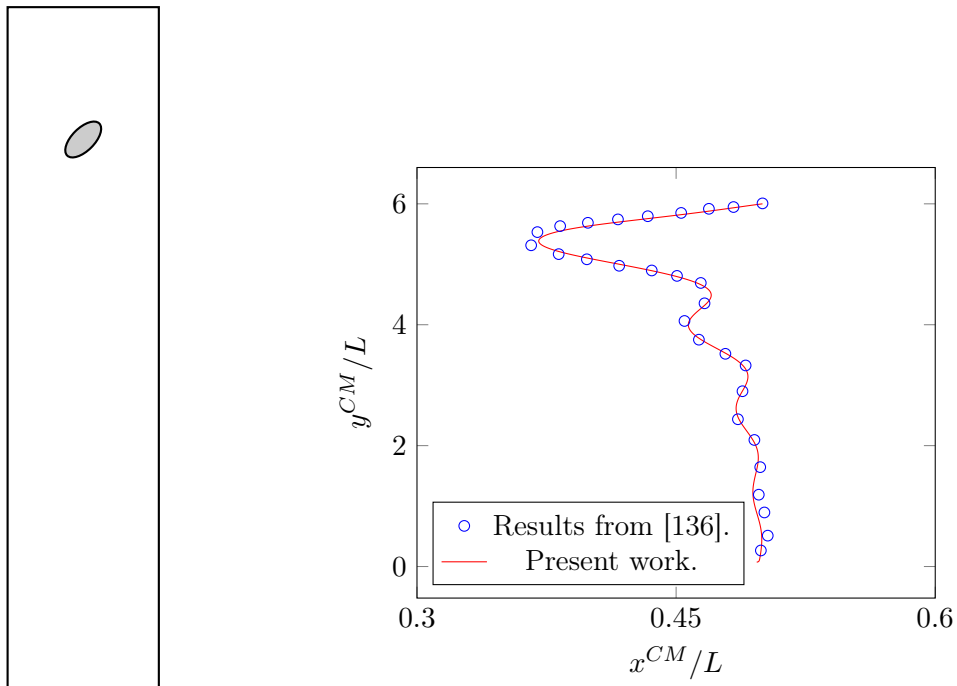 6
4
2
0
y^{CM}/L
Results from [136].
Present work.
0.3 0.45 0.6
x^{CM}/L